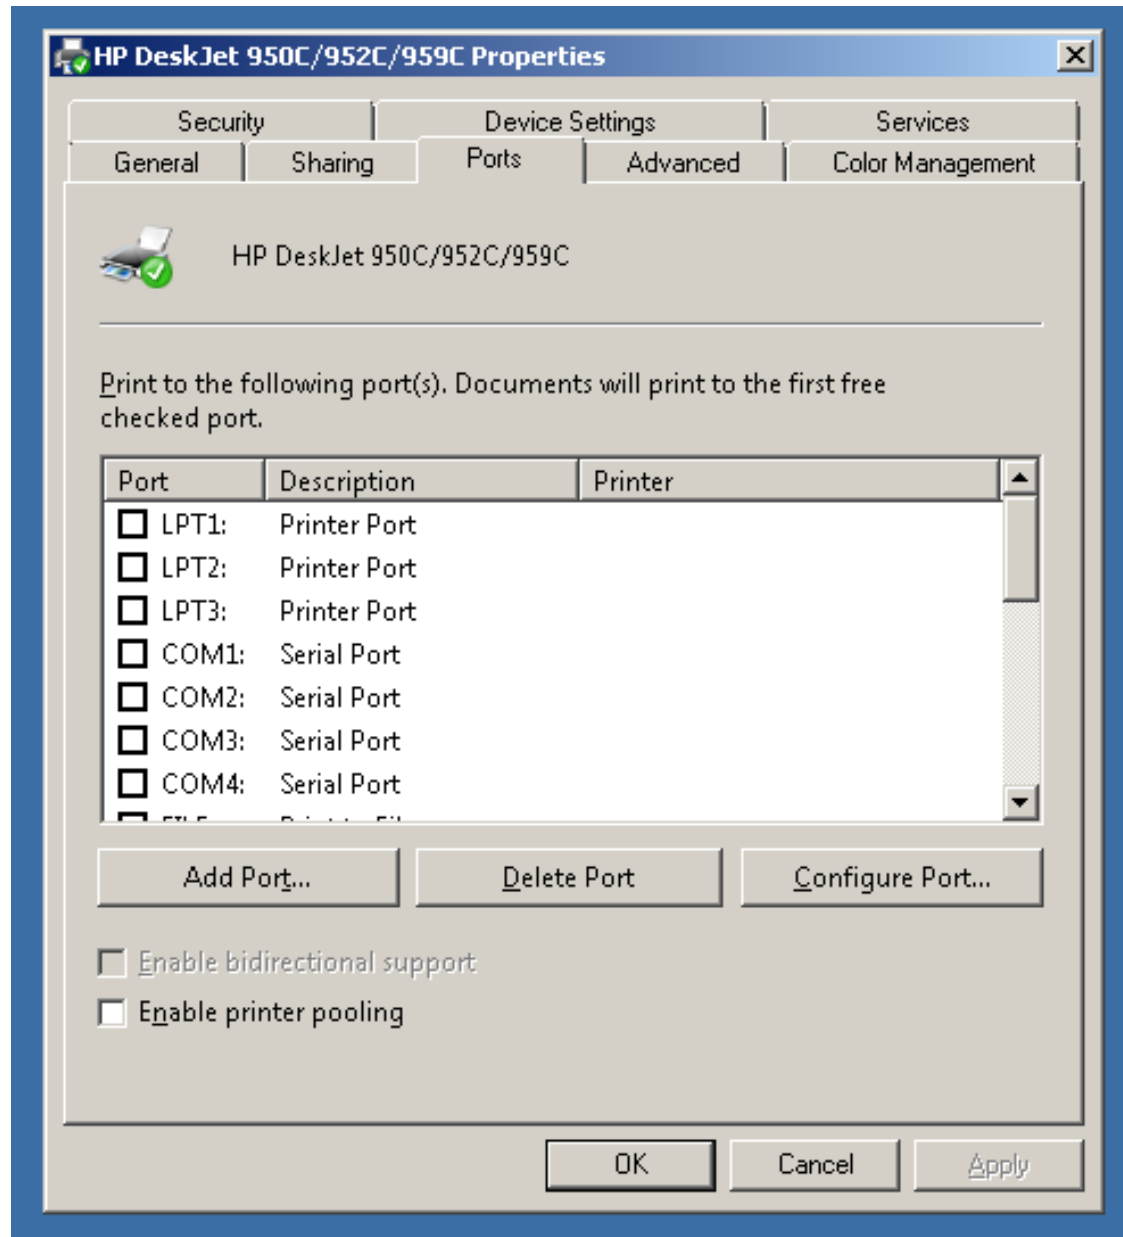 HP DeskJet 950C/952C/959C Properties
Security Device Settings Services
General Sharing Ports Advanced Color Management
HP DeskJet 950C/952C/959C
Print to the following port(s). Documents will print to the first free
checked port.
Port Description Printer
LPT1: Printer Port
LPT2: Printer Port
LPT3: Printer Port
COM1: Serial Port
COM2: Serial Port
COM3: Serial Port
COM4: Serial Port
Add Port... Delete Port Configure Port...
Enable bidirectional support
Enable printer pooling
OK Cancel Apply